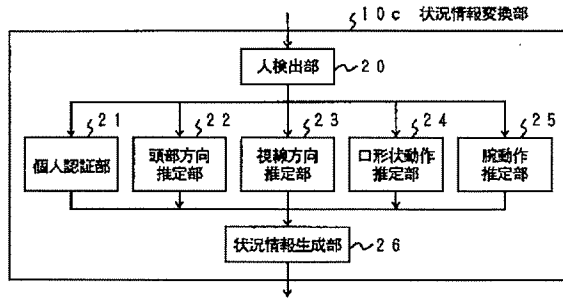 10c 状況情報変換部
人検出部 20
21 22 23 24 25
個人認証部 頭部方向推定部 視線方向推定部 口形状動作推定部 腕動作推定部
状況情報生成部 26